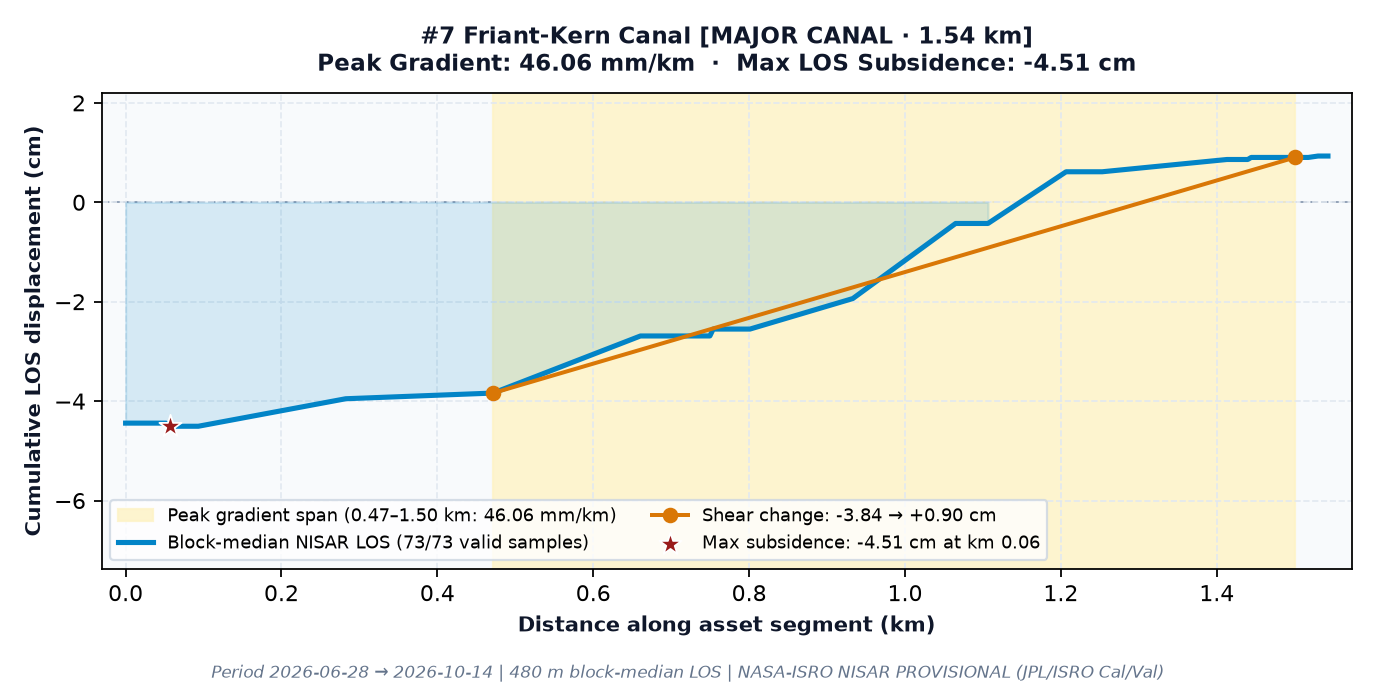 #7 Friant-Kern Canal [MAJOR CANAL · 1.54 km]
Peak Gradient: 46.06 mm/km · Max LOS Subsidence: -4.51 cm
Cumulative LOS displacement (cm)
2
0
−2
−4
−6
Peak gradient span (0.47–1.50 km: 46.06 mm/km)
Block-median NISAR LOS (73/73 valid samples)
Shear change: -3.84 → +0.90 cm
Max subsidence: -4.51 cm at km 0.06
0.0 0.2 0.4 0.6 0.8 1.0 1.2 1.4
Distance along asset segment (km)
Period 2026-06-28 → 2026-10-14 | 480 m block-median LOS | NASA-ISRO NISAR PROVISIONAL (JPL/ISRO Cal/Val)